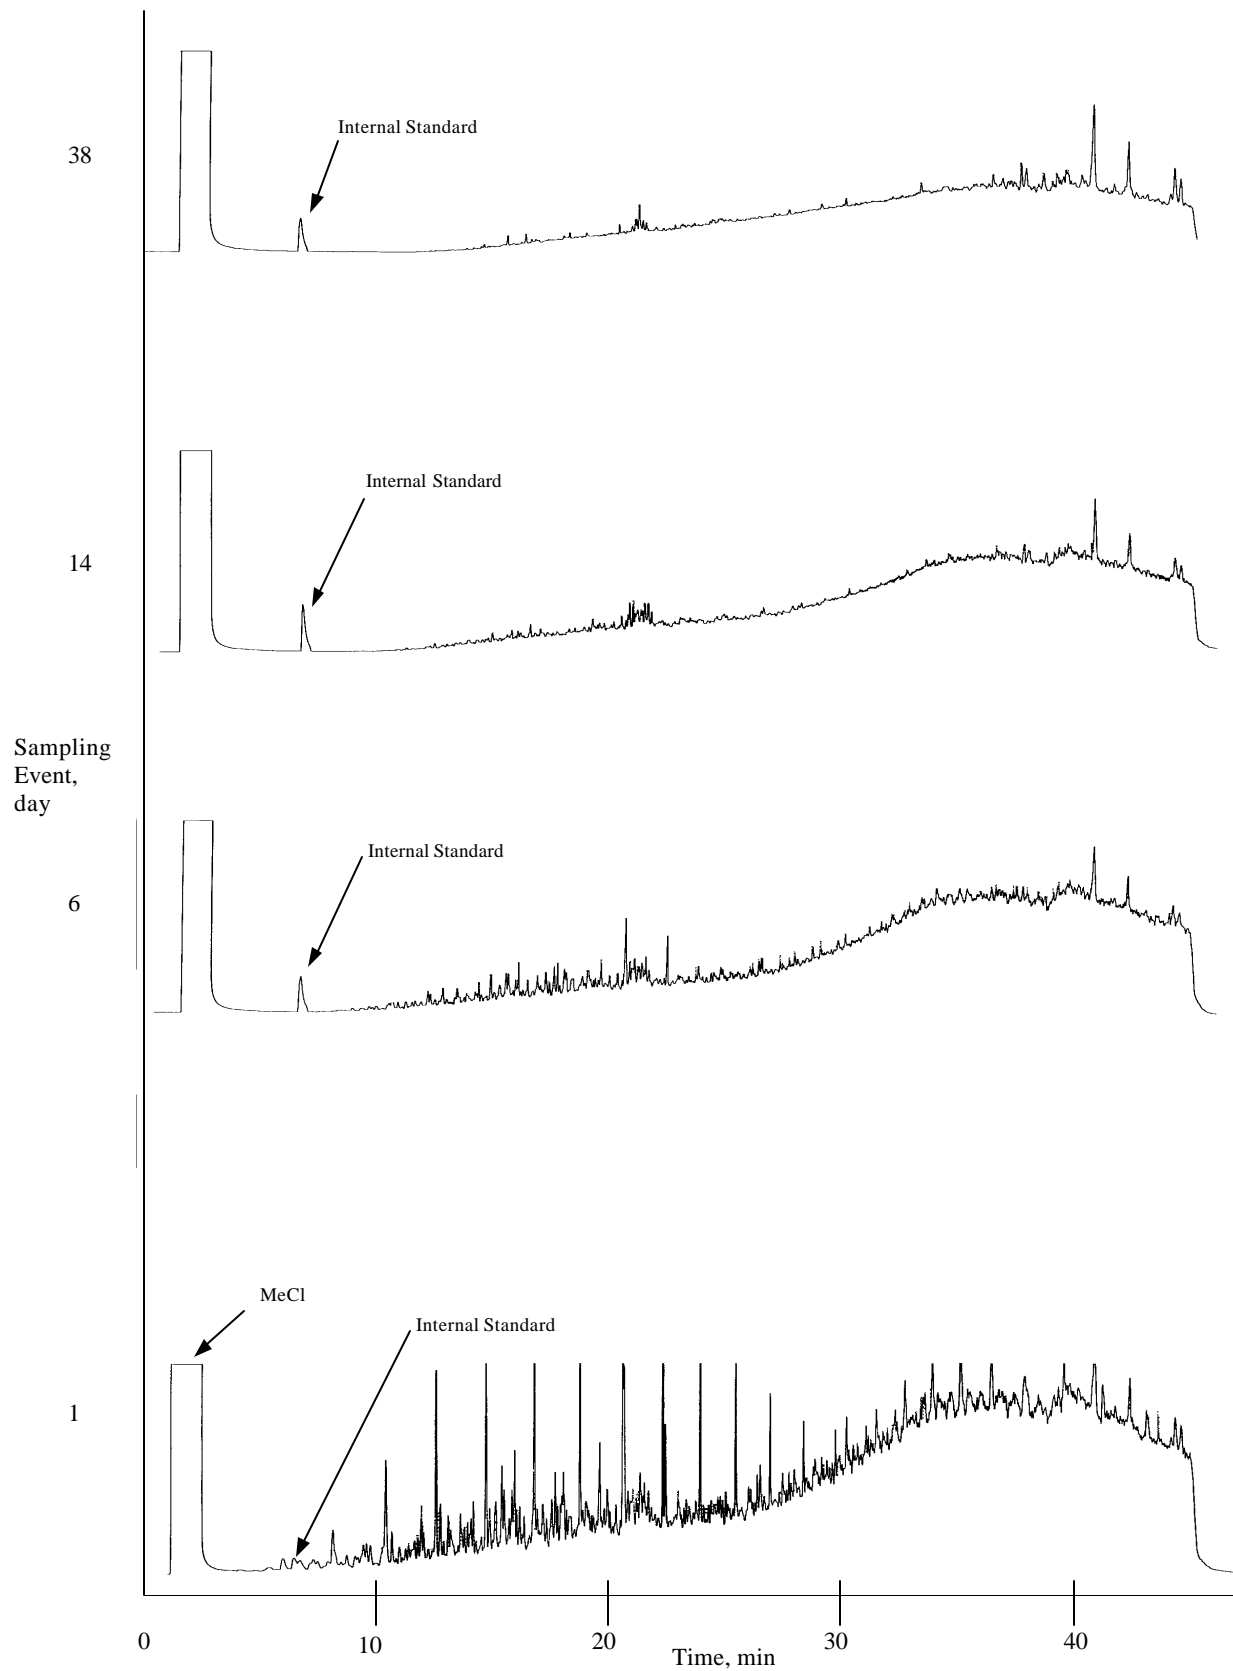 Internal Standard
38
Internal Standard
14
Sampling
Event,
day
Internal Standard
6
MeCl
Internal Standard
1
0
10
20
30
40
Time, min